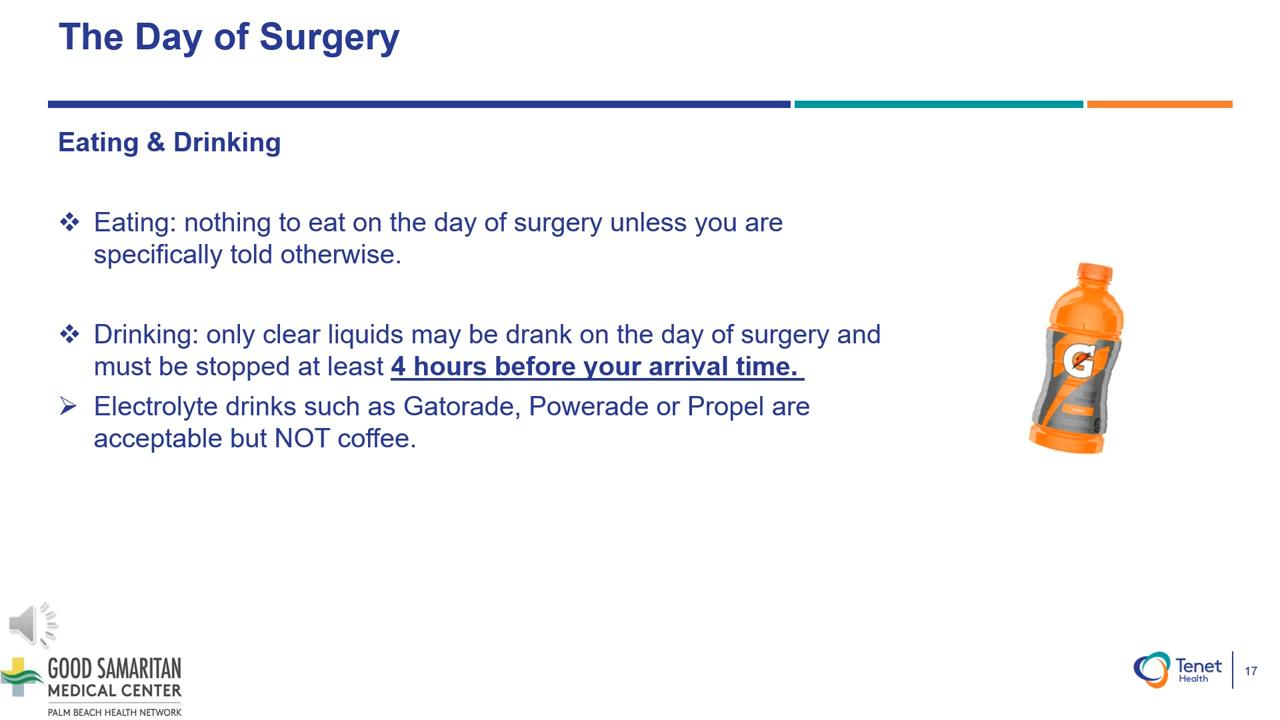 The Day of Surgery
Eating & Drinking
❖ Eating: nothing to eat on the day of surgery unless you are
specifically told otherwise.
❖ Drinking: only clear liquids may be drank on the day of surgery and
must be stopped at least 4 hours before your arrival time.
➢ Electrolyte drinks such as Gatorade, Powerade or Propel are
acceptable but NOT coffee.
G
GOOD SAMARITAN
MEDICAL CENTER
PALM BEACH HEALTH NETWORK
Tenet
Health
17